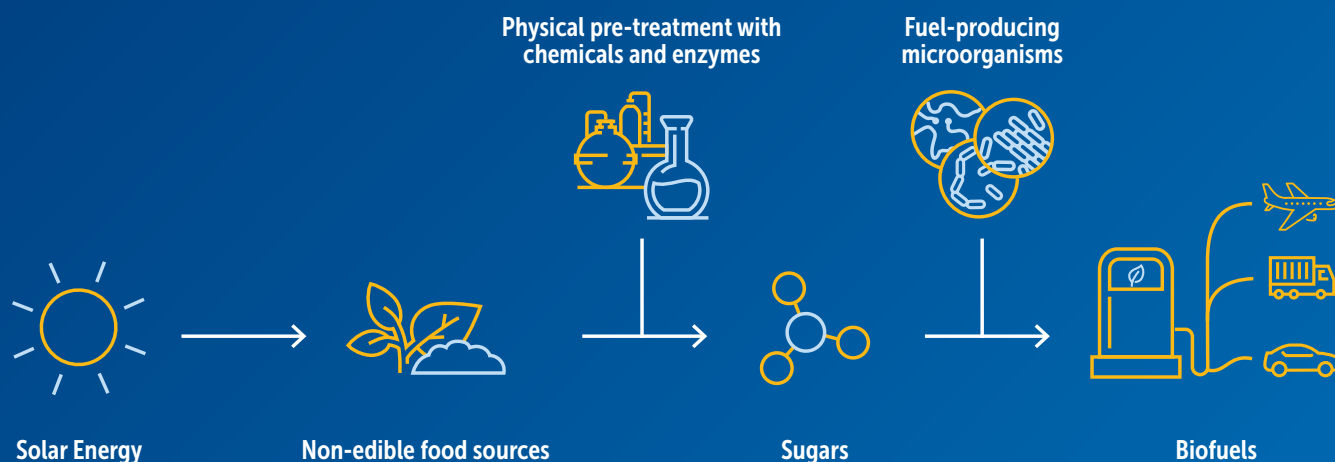 Physical pre-treatment with
chemicals and enzymes
Fuel-producing
microorganisms
Solar Energy
Non-edible food sources
Sugars
Biofuels